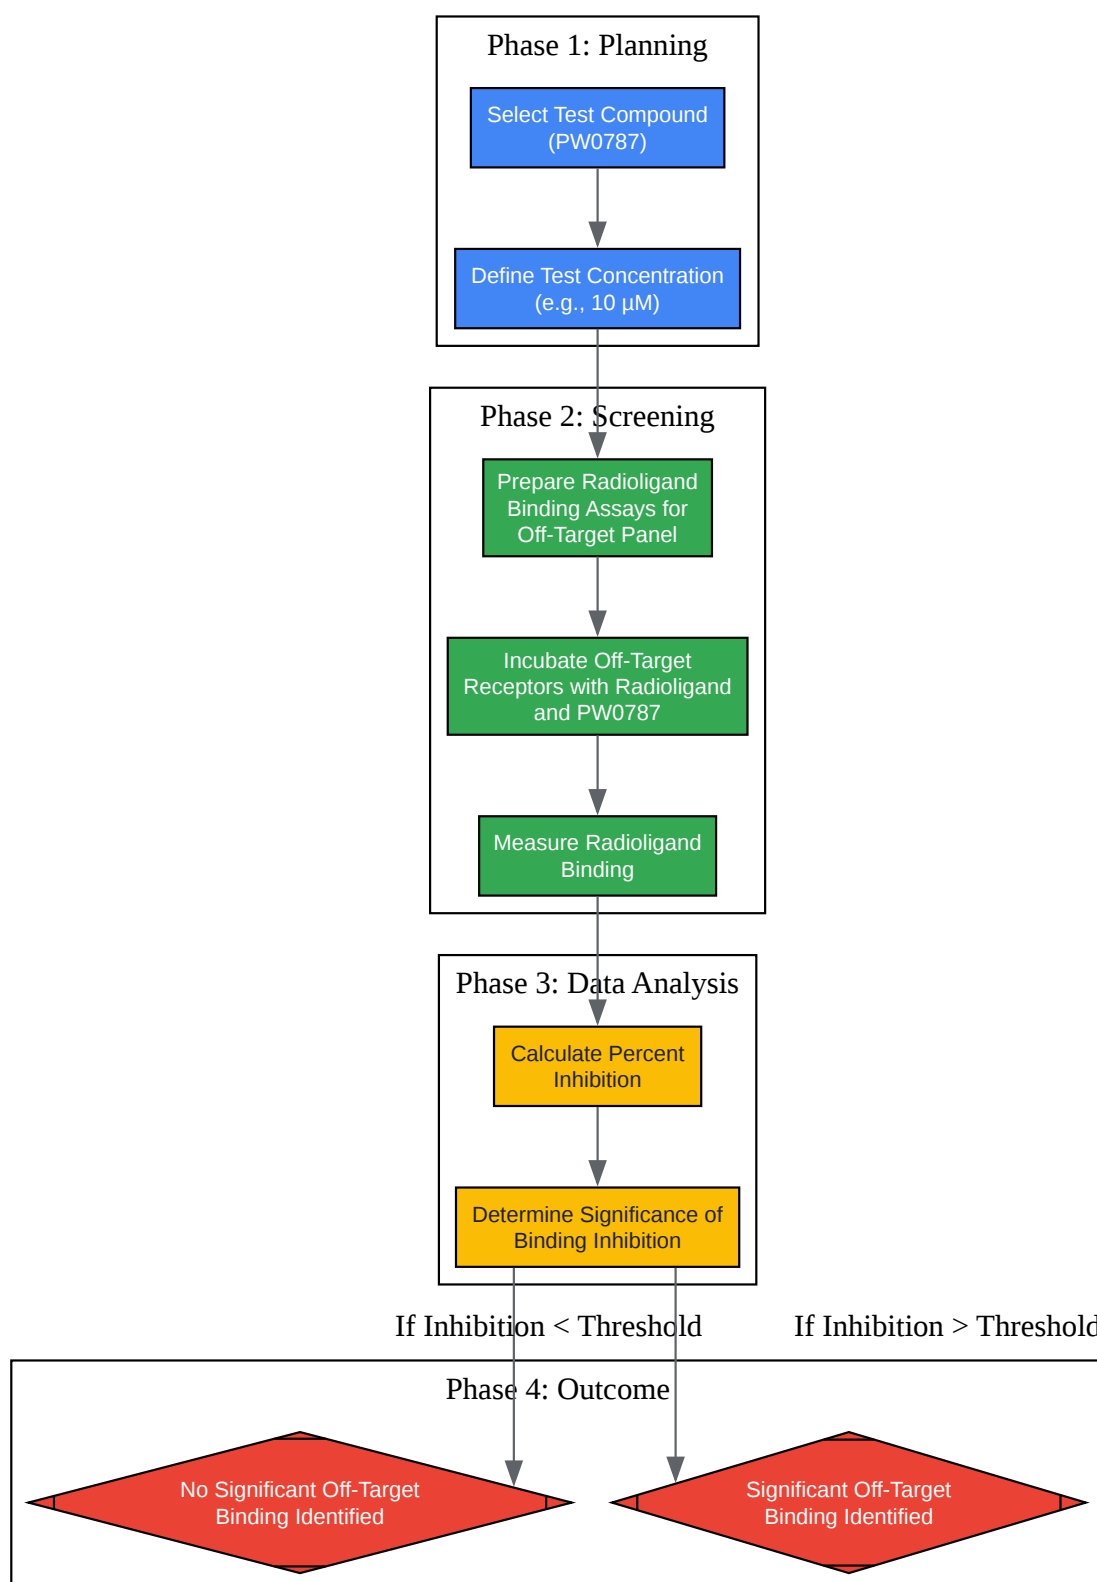 Phase 1: Planning
Select Test Compound
(PW0787)
Define Test Concentration
(e.g., 10 µM)
Phase 2: Screening
Prepare Radioligand
Binding Assays for
Off-Target Panel
Incubate Off-Target
Receptors with Radioligand
and PW0787
Measure Radioligand
Binding
Phase 3: Data Analysis
Calculate Percent
Inhibition
Determine Significance of
Binding Inhibition
If Inhibition < Threshold
If Inhibition > Threshold
Phase 4: Outcome
No Significant Off-Target
Binding Identified
Significant Off-Target
Binding Identified